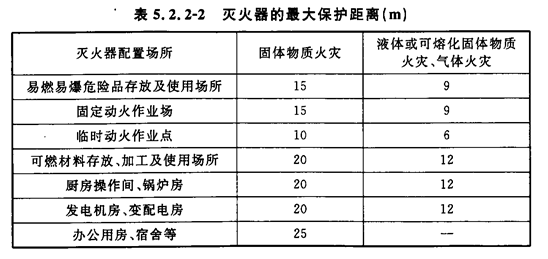 表 5.2.2-2 灭火器的最大保护距离(m)
灭火器配置场所 固体物质火灾 液体或可熔化固体物质
火灾、气体火灾
易燃易爆危险品存放及使用场所 15 9
固定动火作业场 15 9
临时动火作业点 10 6
可燃材料存放、加工及使用场所 20 12
厨房操作间、锅炉房 20 12
发电机房、变配电房 20 12
办公用房、宿舍等 25 —